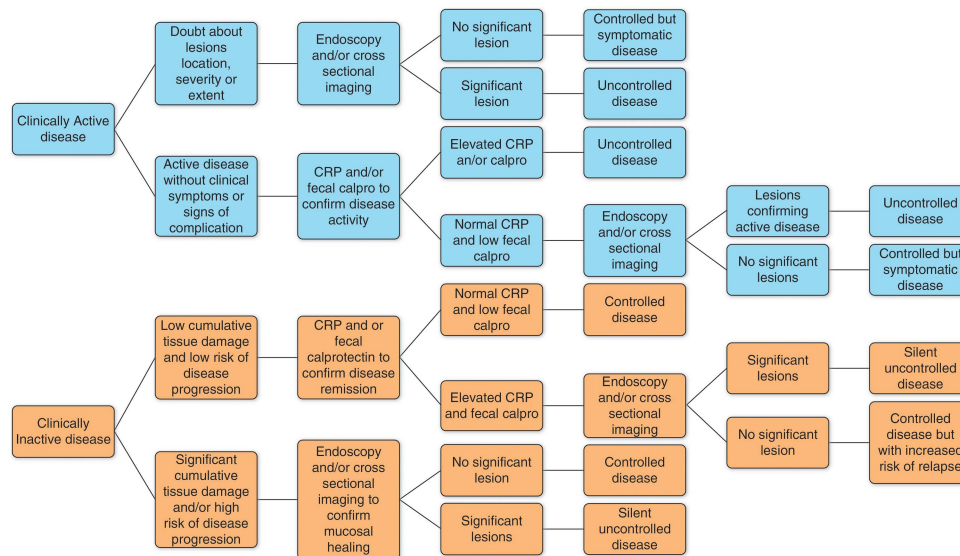 Clinically Active
disease
Doubt about
lesions
location,
severity or
extent
Endoscopy
and/or cross
sectional
imaging
No significant
lesion
Controlled but
symptomatic
disease
Significant
lesion
Uncontrolled
disease
Active disease
without clinical
symptoms or
signs of
complication
CRP and/or
fecal calpro to
confirm disease
activity
Elevated CRP
an/or calpro
Uncontrolled
disease
Normal CRP
and low fecal
calpro
Endoscopy
and/or cross
sectional
imaging
Lesions
confirming
active disease
Uncontrolled
disease
No significant
lesions
Controlled but
symptomatic
disease
Clinically
Inactive disease
Low cumulative
tissue damage
and low risk of
disease
progression
CRP and or
fecal
calprotectin to
confirm disease
remission
Normal CRP
and low fecal
calpro
Controlled
disease
Elevated CRP
and fecal calpro
Endoscopy
and/or cross
sectional
imaging
Significant
lesions
Silent
uncontrolled
disease
No significant
lesion
Controlled
disease but
with increased
risk of relapse
Significant
cumulative
tissue damage
and/or high
risk of disease
progression
Endoscopy
and/or cross
sectional
imaging to
confirm
mucosal
healing
No significant
lesion
Controlled
disease
Significant
lesions
Silent
uncontrolled
disease